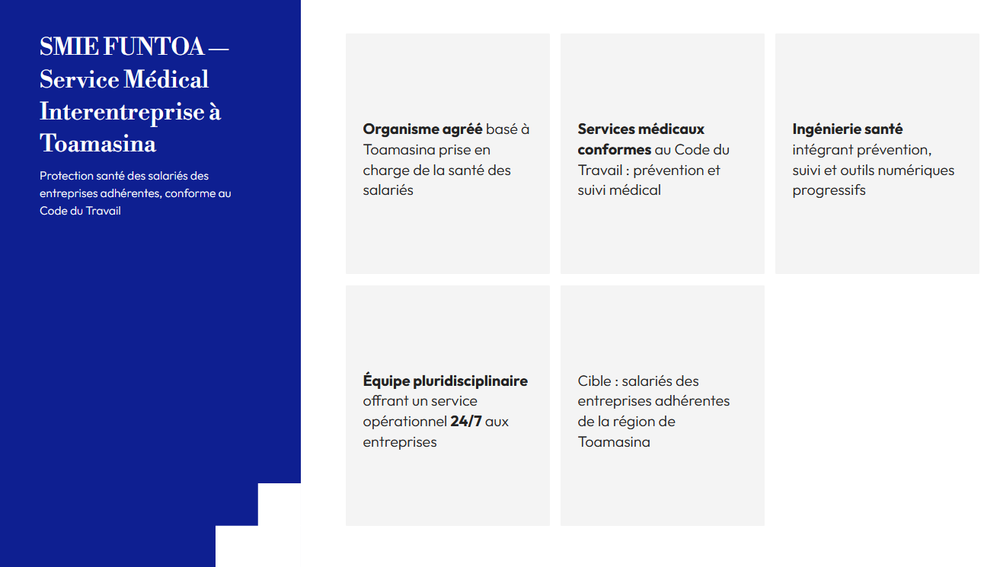 SMIE FUNTOA —
Service Médical
Interentreprise à
Toamasina
Protection santé des salariés des
entreprises adhérentes, conforme au
Code du Travail
Organisme agréé basé à
Toamasina prise en
charge de la santé des
salariés
Services médicaux
conformes au Code du
Travail : prévention et
suivi médical
Ingénierie santé
intégrant prévention,
suivi et outils numériques
progressifs
Équipe pluridisciplinaire
offrant un service
opérationnel 24/7 aux
entreprises
Cible : salariés des
entreprises adhérentes
de la région de
Toamasina